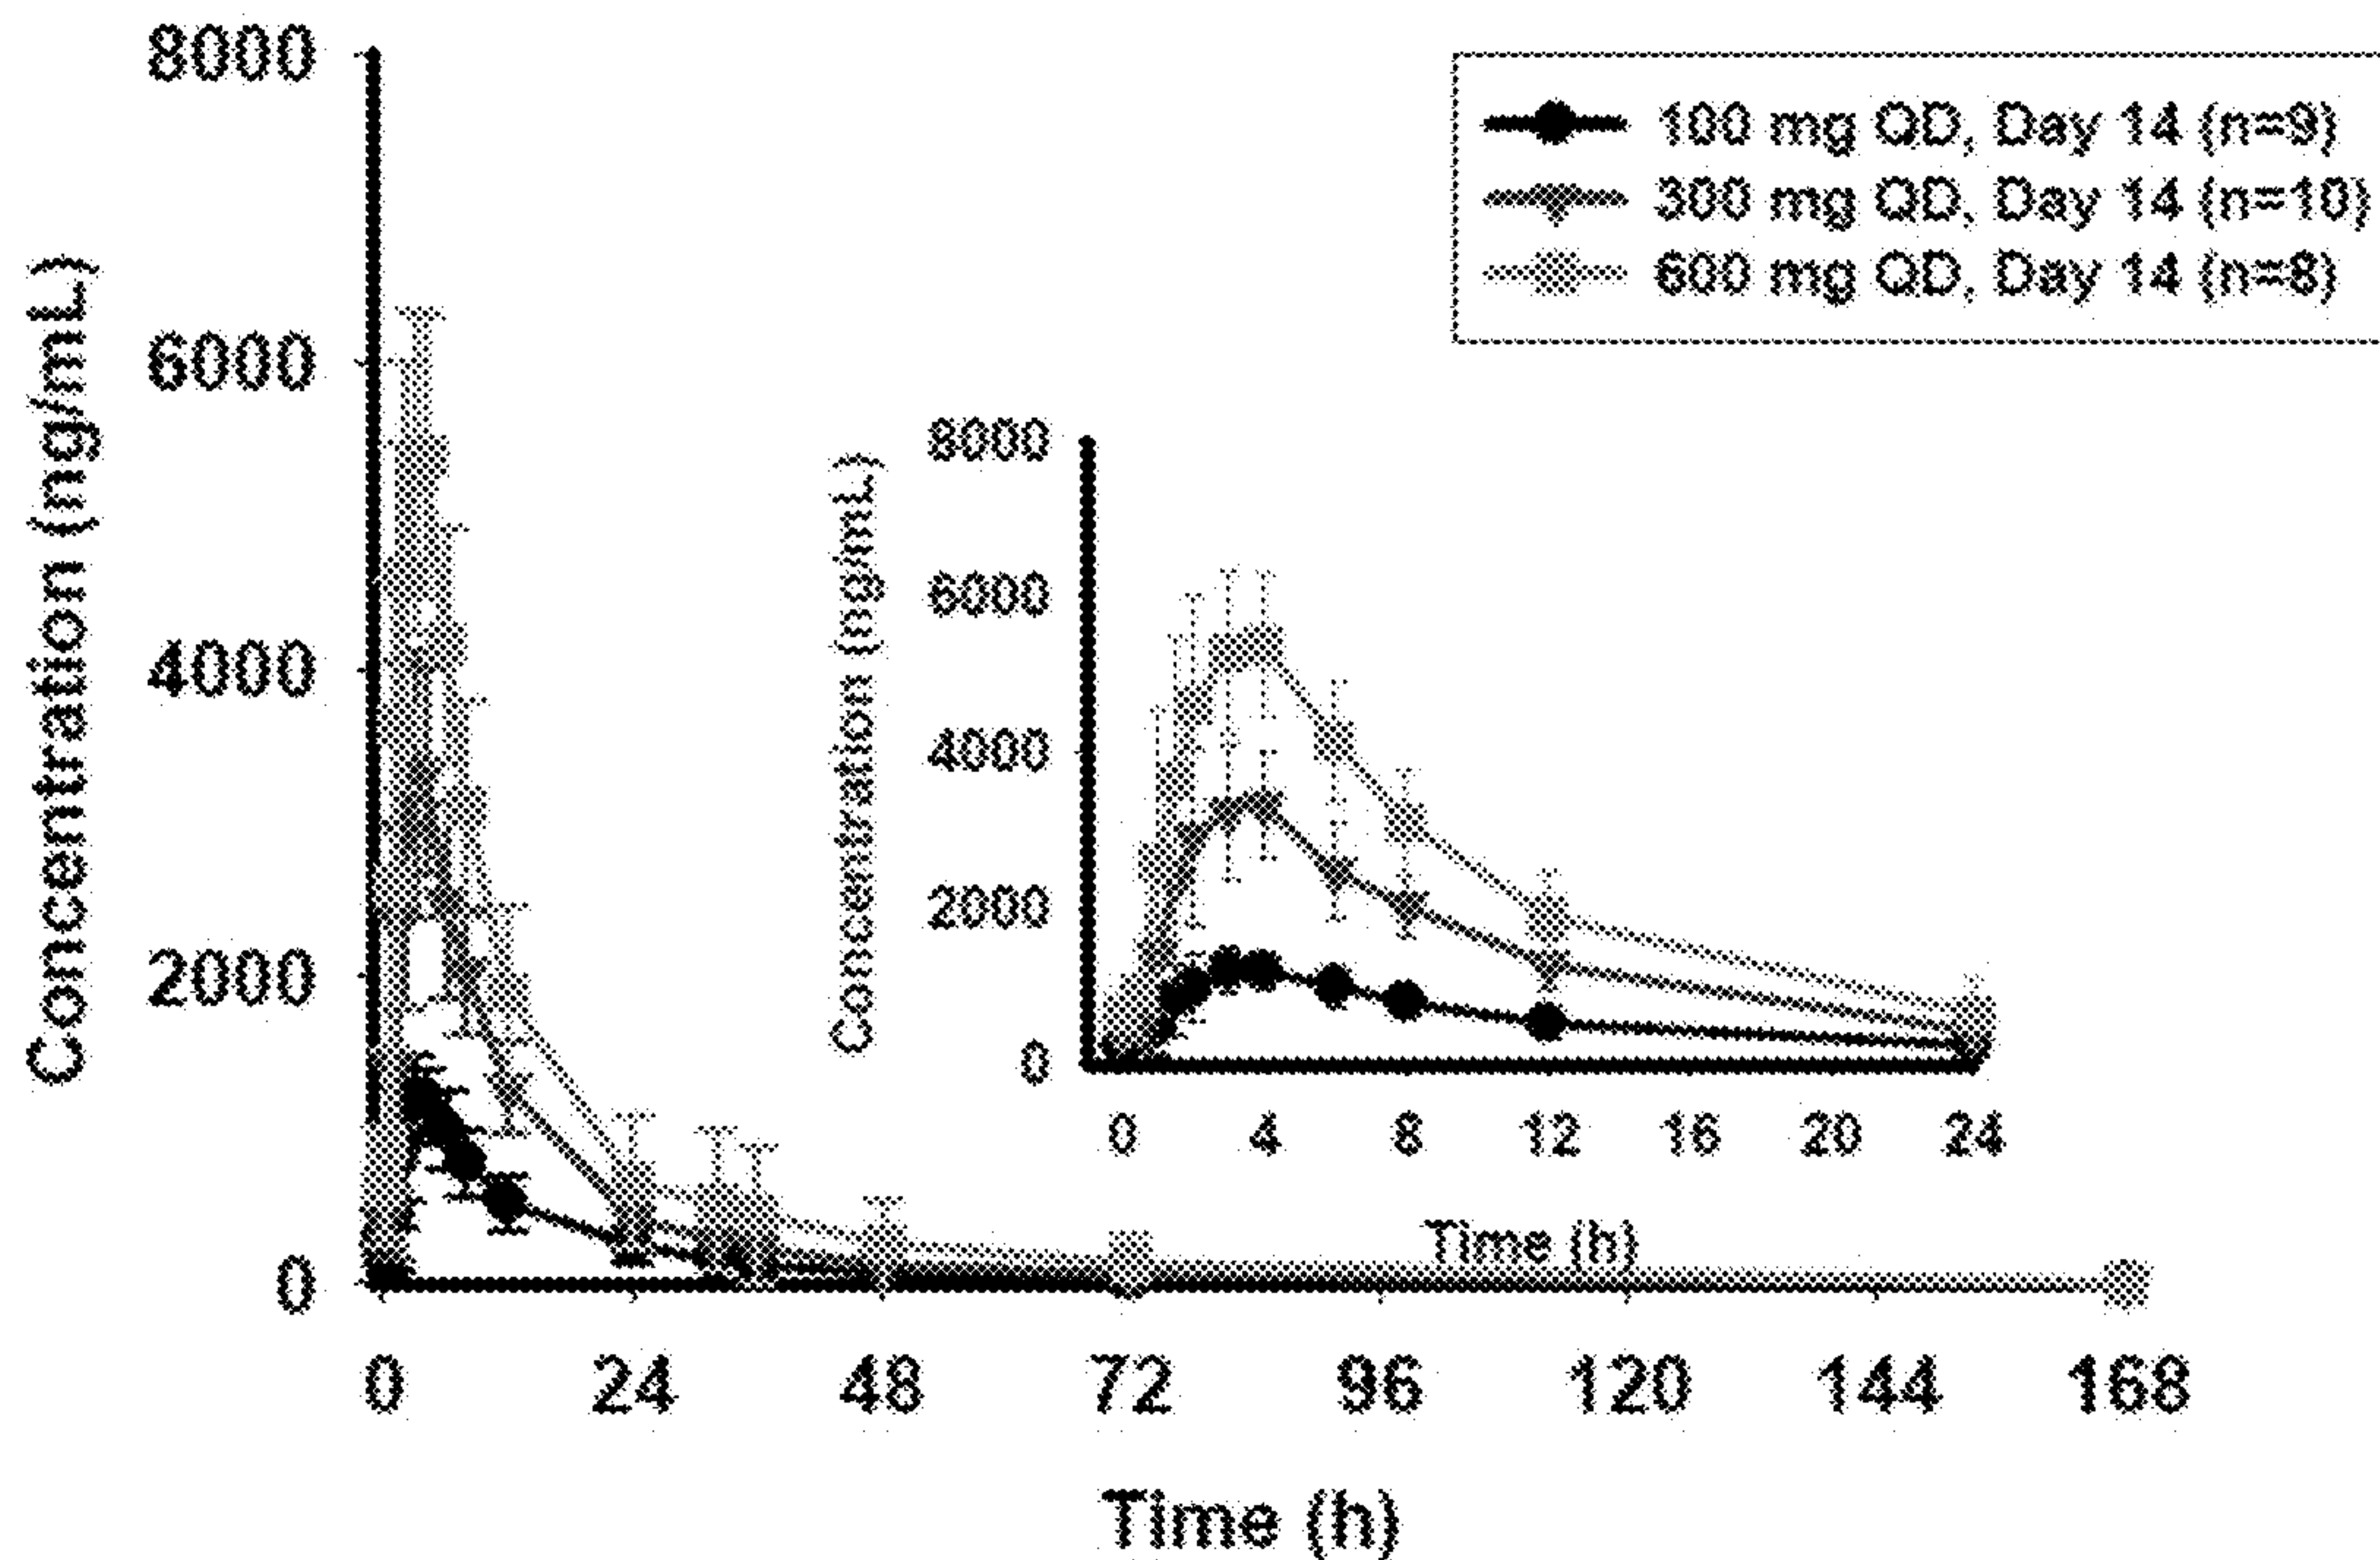 100 mg QD, Day 14 (n=9)
300 mg QD, Day 14 (n=10)
600 mg QD, Day 14 (n=8)
Concentration (ng/mL)
8000
6000
4000
2000
0
0 24 48 72 96 120 144 168
Time (h)
Concentration (ng/mL)
8000
6000
4000
2000
0
0 4 8 12 16 20 24
Time (h)